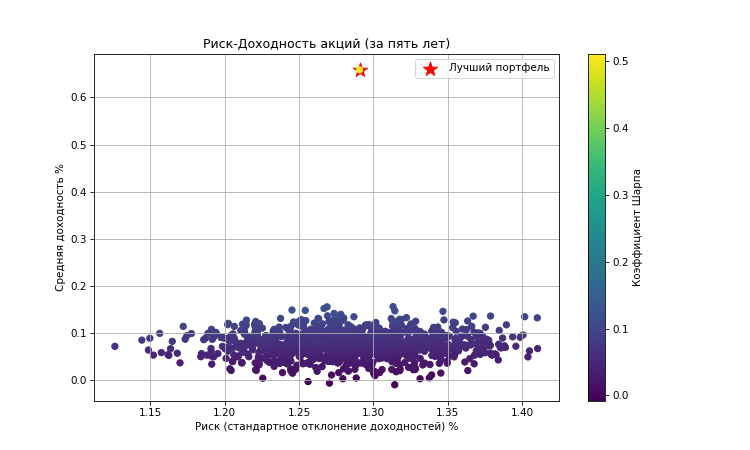 Риск-Доходность акций (за пять лет)
Лучший портфель
Средняя доходность %
0.6
0.5
0.4
0.3
0.2
0.1
0.0
1.15 1.20 1.25 1.30 1.35 1.40
Риск (стандартное отклонение доходностей) %
0.5
0.4
0.3
0.2
0.1
0.0
Коэффициент Шарпа